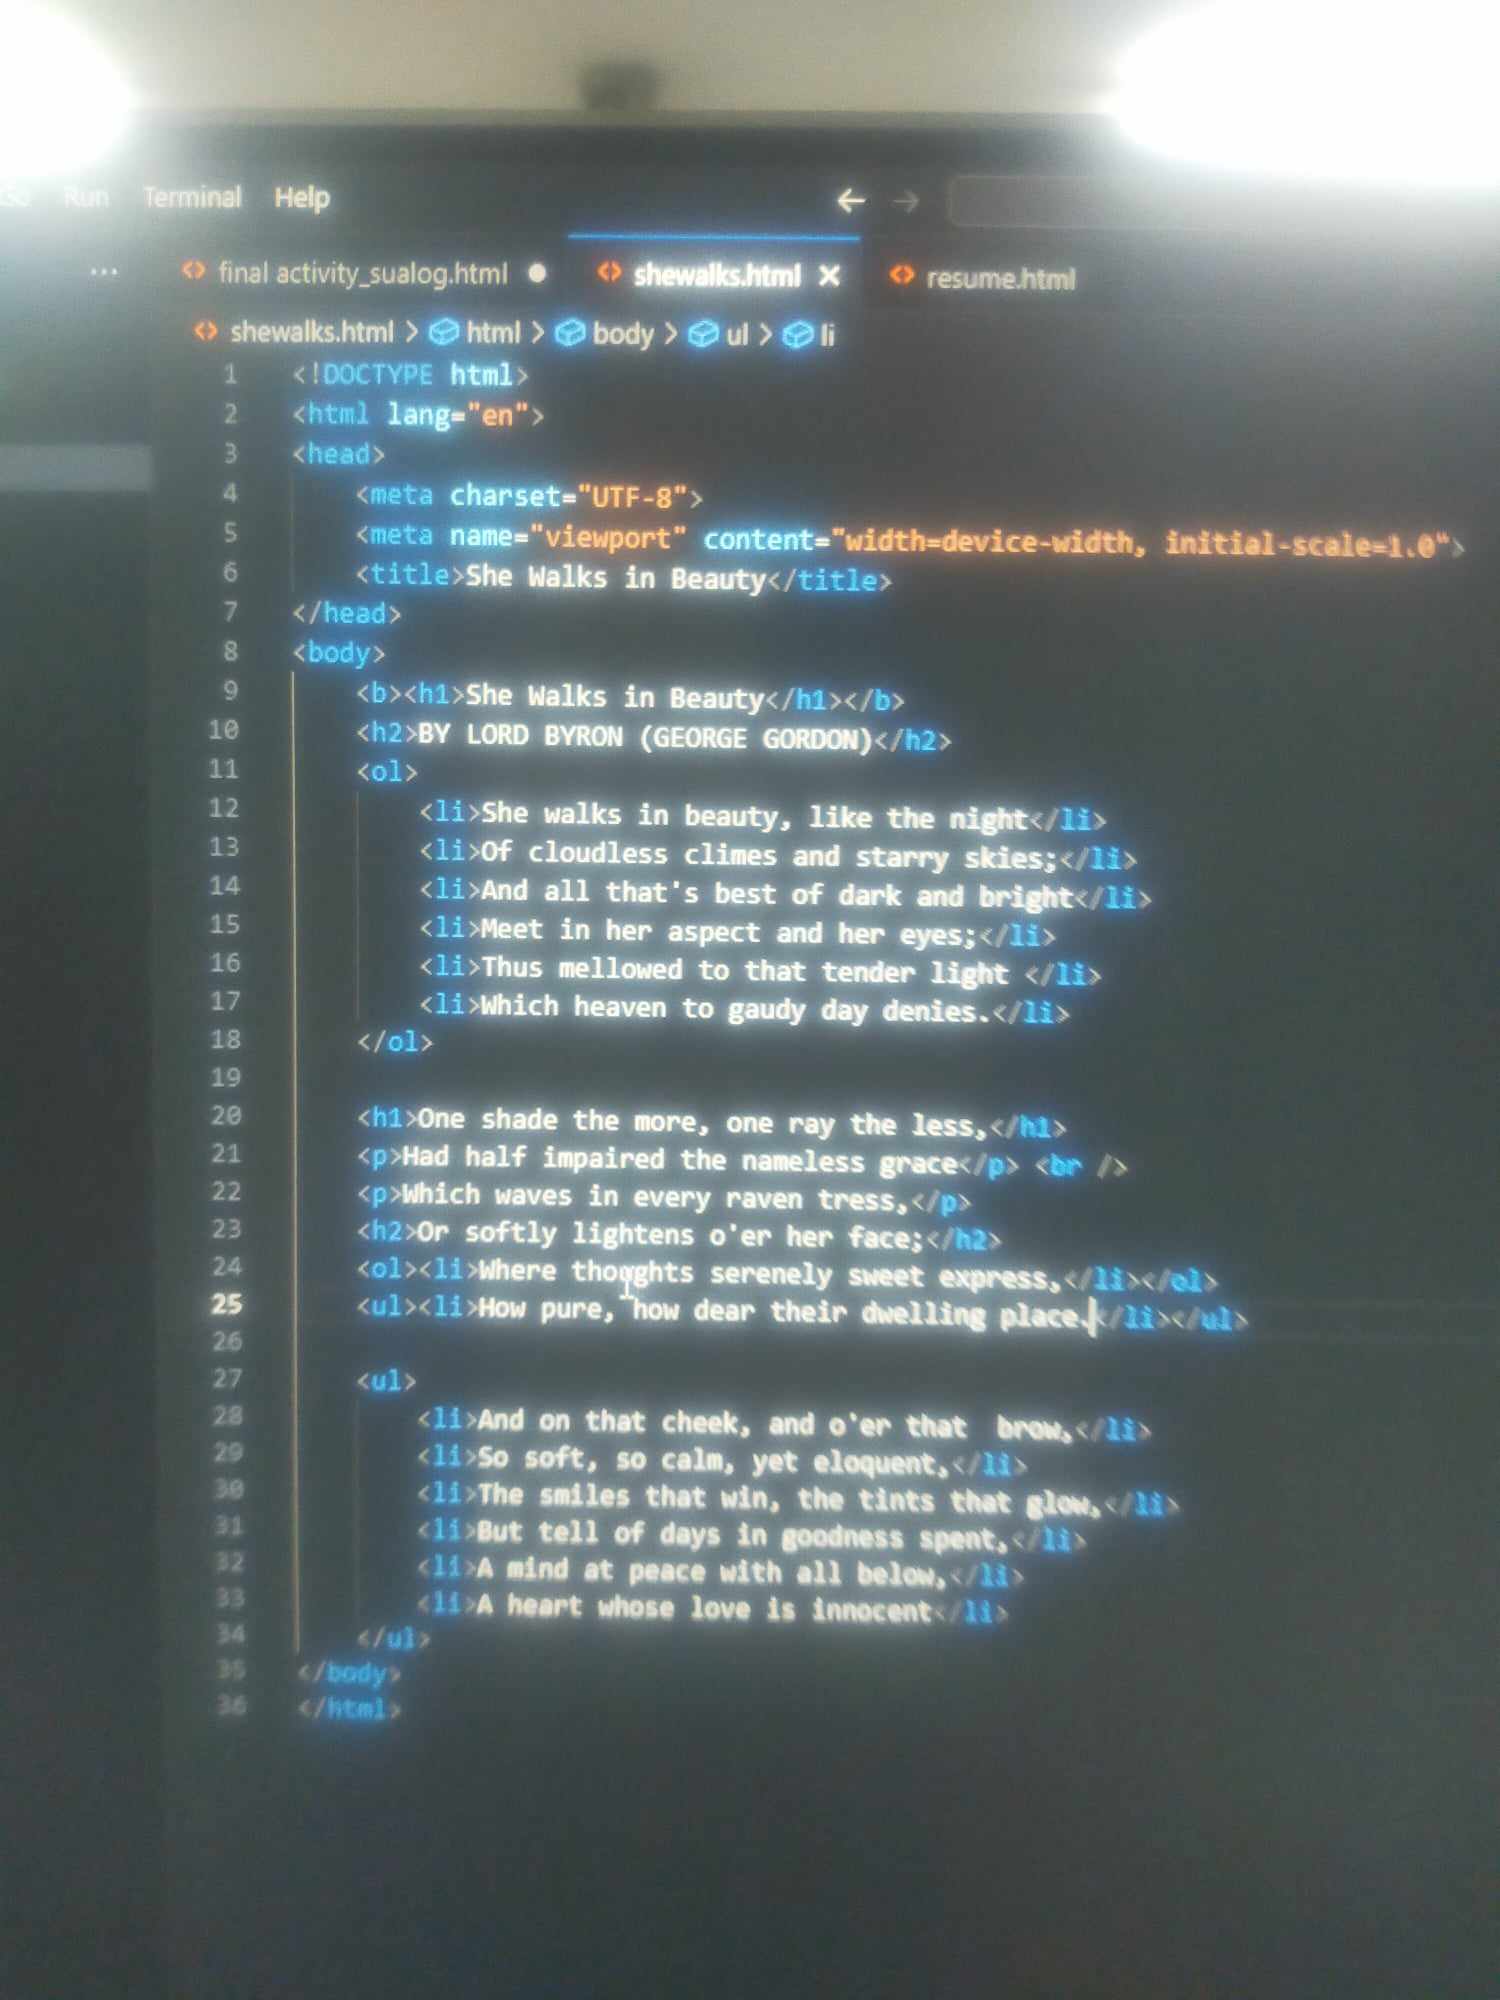 Go Run Terminal Help
... final activity_sualog.html shewalks.html resume.html
shewalks.html > html > body > ul > li
1 <!DOCTYPE html>
2 <html lang="en">
3 <head>
4 <meta charset="UTF-8">
5 <meta name="viewport" content="width=device-width, initial-scale=1.0">
6 <title>She Walks in Beauty</title>
7 </head>
8 <body>
9 <b><h1>She Walks in Beauty</h1></b>
10 <h2>BY LORD BYRON (GEORGE GORDON)</h2>
11 <ol>
12 <li>She walks in beauty, like the night</li>
13 <li>Of cloudless climes and starry skies;</li>
14 <li>And all that's best of dark and bright</li>
15 <li>Meet in her aspect and her eyes;</li>
16 <li>Thus mellowed to that tender light </li>
17 <li>Which heaven to gaudy day denies.</li>
18 </ol>
19
20 <h1>One shade the more, one ray the less,</h1>
21 <p>Had half impaired the nameless grace</p> <br />
22 <p>Which waves in every raven tress,</p>
23 <h2>Or softly lightens o'er her face;</h2>
24 <ol><li>Where thoughts serenely sweet express,</li></ol>
25 <ul><li>How pure, how dear their dwelling place.</li></ul>
26
27 <ul>
28 <li>And on that cheek, and o'er that  brow,</li>
29 <li>So soft, so calm, yet eloquent,</li>
30 <li>The smiles that win, the tints that glow,</li>
31 <li>But tell of days in goodness spent,</li>
32 <li>A mind at peace with all below,</li>
33 <li>A heart whose love is innocent</li>
34 </ul>
35 </body>
36 </html>